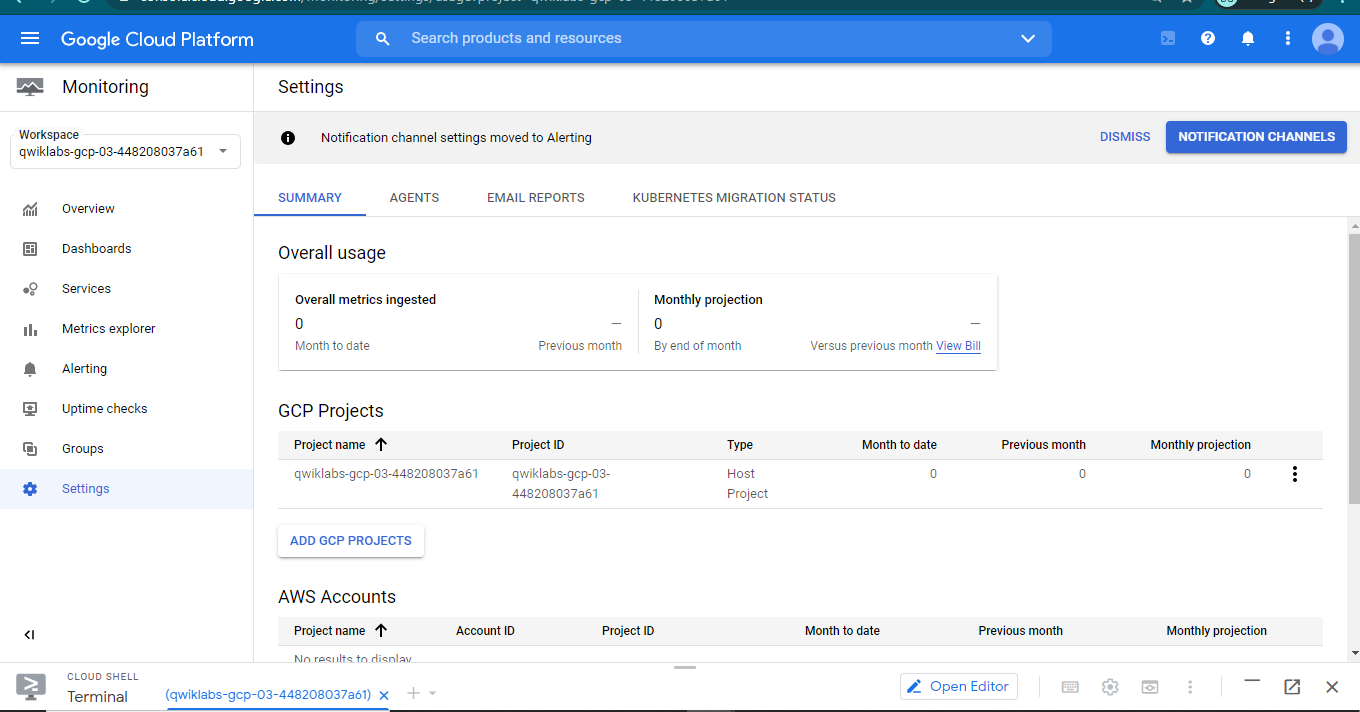 Google Cloud Platform
Search products and resources
Monitoring
Settings
Workspace
qwiklabs-gcp-03-448208037a61
Notification channel settings moved to Alerting
DISMISS
NOTIFICATION CHANNELS
Overview
Dashboards
Services
Metrics explorer
Alerting
Uptime checks
Groups
Settings
SUMMARY AGENTS EMAIL REPORTS KUBERNETES MIGRATION STATUS
Overall usage
Overall metrics ingested
0 —
Month to date Previous month
Monthly projection
0 —
By end of month Versus previous month View Bill
GCP Projects
Project name Project ID Type Month to date Previous month Monthly projection
qwiklabs-gcp-03-448208037a61 qwiklabs-gcp-03- Host 0 0 0
448208037a61 Project
ADD GCP PROJECTS
AWS Accounts
Project name Account ID Project ID Month to date Previous month Monthly projection
No results to display
CLOUD SHELL
Terminal
(qwiklabs-gcp-03-448208037a61)
Open Editor